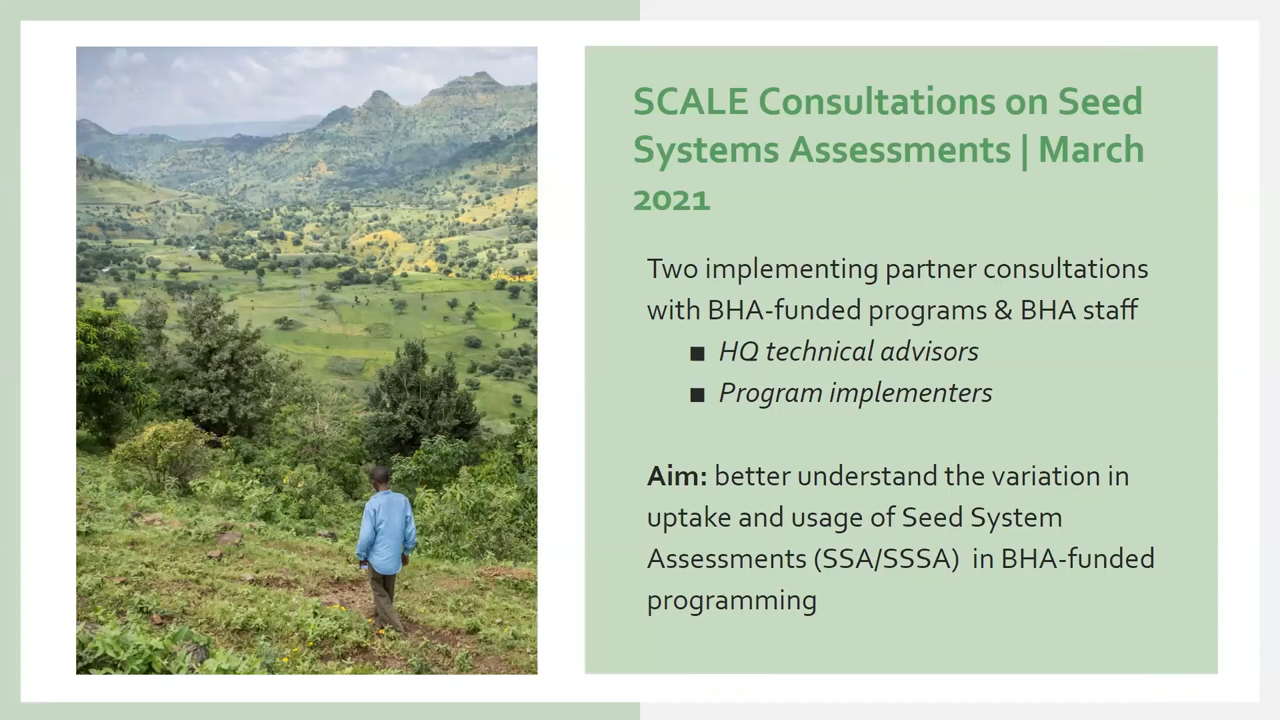 SCALE Consultations on Seed
Systems Assessments | March
2021
Two implementing partner consultations
with BHA-funded programs & BHA staff
■ HQ technical advisors
■ Program implementers
Aim: better understand the variation in
uptake and usage of Seed System
Assessments (SSA/SSSA) in BHA-funded
programming